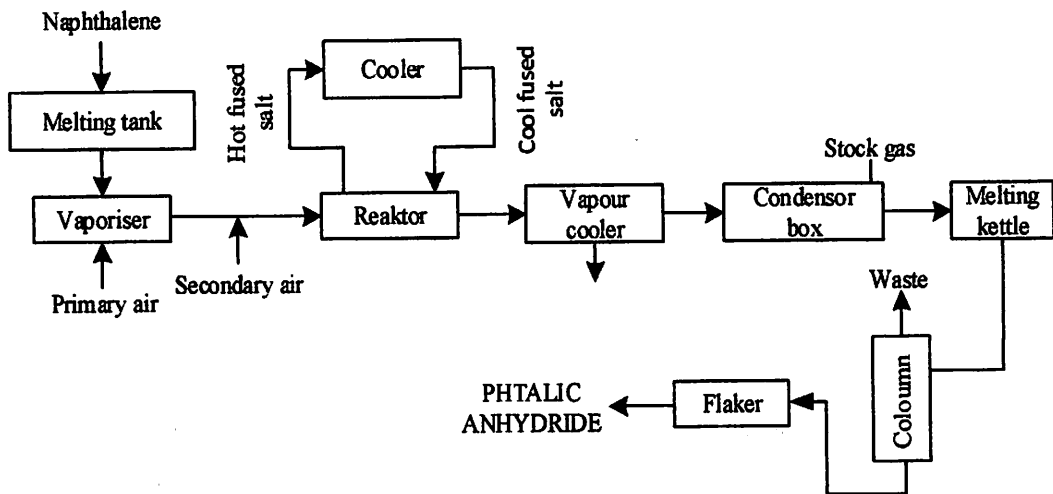 Naphthalene
Melting tank
Vaporiser
Primary air
Secondary air
Hot fused
salt
Cooler
Cool fused
salt
Reaktor
Vapour
cooler
Stock gas
Condensor
box
Melting
kettle
Waste
Coloumn
Flaker
PHTALIC
ANHYDRIDE